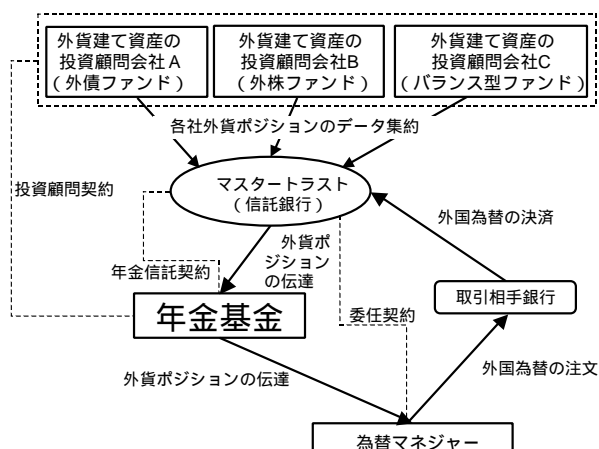 外貨建て資産の
投資顧問会社A
(外債ファンド)
外貨建て資産の
投資顧問会社B
(外株ファンド)
外貨建て資産の
投資顧問会社C
(バランス型ファンド)
各社外貨ポジションのデータ集約
投資顧問契約
マスタートラスト
(信託銀行)
外国為替の決済
外貨ポ
ジション
の伝達
年金信託契約
年金基金
委任契約
取引相手銀行
外貨ポジションの伝達
外国為替の注文
為替マネジャー